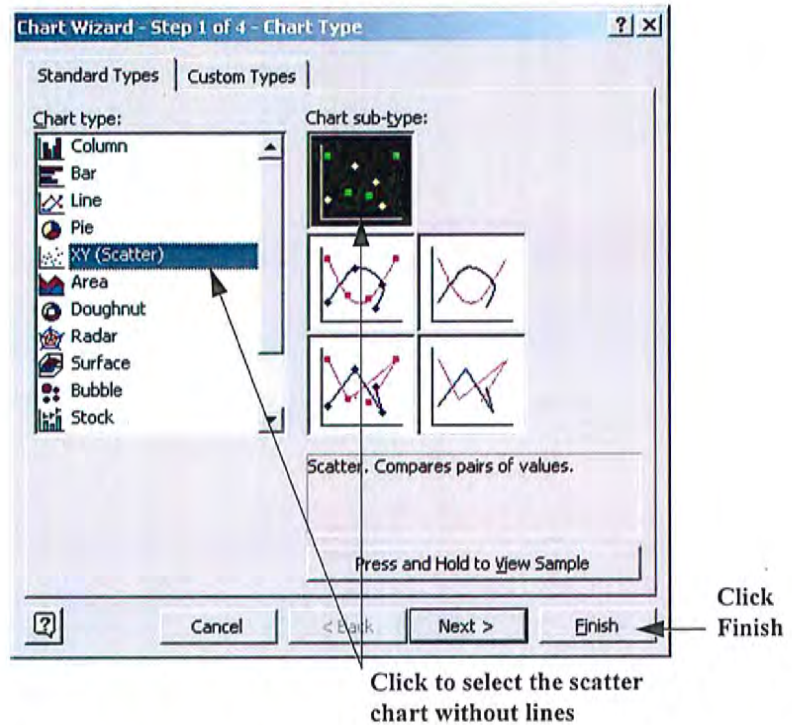 Chart Wizard - Step 1 of 4 - Chart Type
Standard Types
Custom Types
Chart type:
Column
Bar
Line
Pie
XY (Scatter)
Area
Doughnut
Radar
Surface
Bubble
Stock
Chart sub-type:
Scatter. Compares pairs of values.
Press and Hold to View Sample
Cancel
< Back
Next >
Finish
Click
Finish
Click to select the scatter
chart without lines